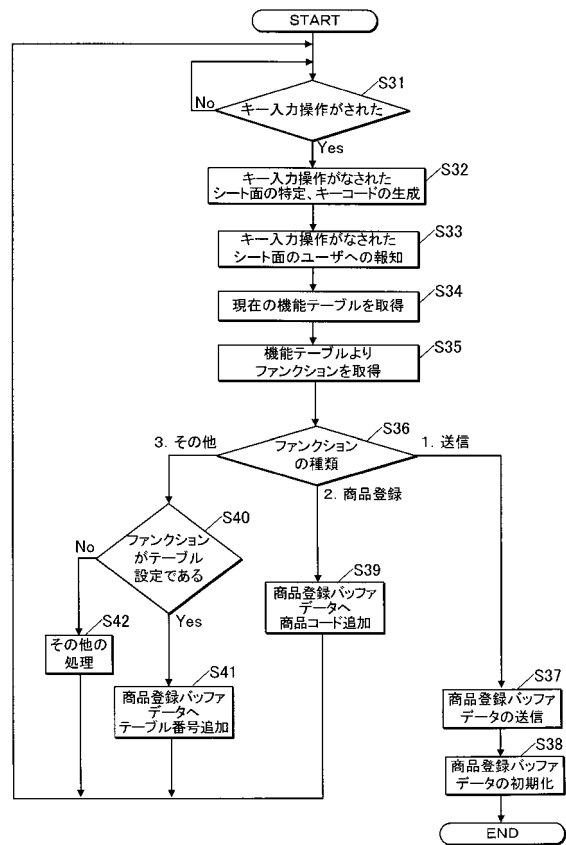 START
S31
キー入力操作がされた
No
Yes
S32
キー入力操作がなされた
シート面の特定、キーコードの生成
S33
キー入力操作がなされた
シート面のユーザへの報知
S34
現在の機能テーブルを取得
S35
機能テーブルより
ファンクションを取得
S36
ファンクション
の種類
3. その他
1. 送信
2. 商品登録
S40
ファンクション
がテーブル
設定である
No
Yes
S39
商品登録バッファ
データへ
商品コード追加
S42
その他の
処理
S41
商品登録バッファ
データへ
テーブル番号追加
S37
商品登録バッファ
データの送信
S38
商品登録バッファ
データの初期化
END